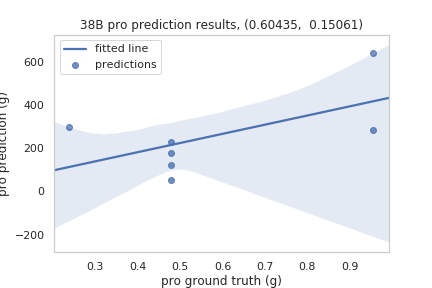 38B pro prediction results, (0.60435,  0.15061)
fitted line
predictions
600
400
200
0
−200
pro prediction (g)
0.3 0.4 0.5 0.6 0.7 0.8 0.9
pro ground truth (g)